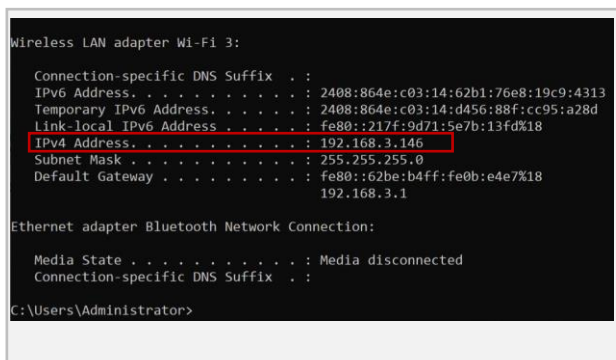 Wireless LAN adapter Wi-Fi 3:
Connection-specific DNS Suffix . :
IPv6 Address. . . . . . . . . . . : 2408:864e:c03:14:62b1:76e8:19c9:4313
Temporary IPv6 Address. . . . . . : 2408:864e:c03:14:d456:88f:cc95:a28d
Link-local IPv6 Address . . . . . : fe80::217f:9d71:5e7b:13fd%18
IPv4 Address. . . . . . . . . . . : 192.168.3.146
Subnet Mask . . . . . . . . . . . : 255.255.255.0
Default Gateway . . . . . . . . . : fe80::62be:b4ff:fe0b:e4e7%18
192.168.3.1
Ethernet adapter Bluetooth Network Connection:
Media State . . . . . . . . . . . : Media disconnected
Connection-specific DNS Suffix . :
C:\Users\Administrator>